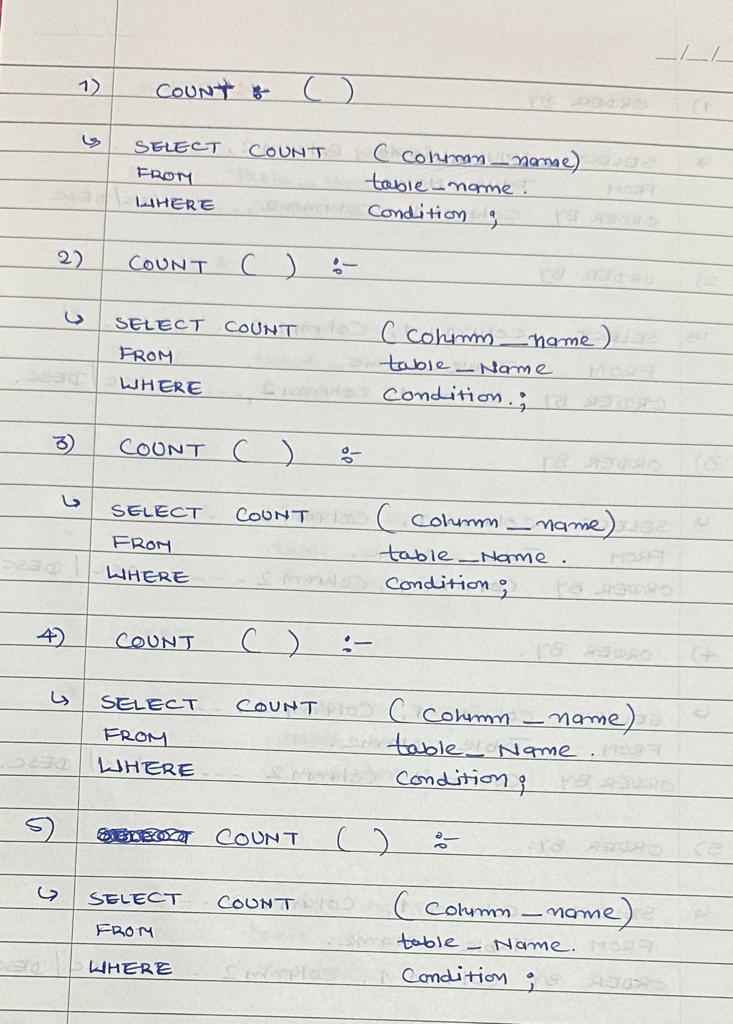 _/_/_
1) COUNT :- ( )
↳ SELECT COUNT (column_name)
FROM table_name.
WHERE Condition ;
2) COUNT ( ) :-
↳ SELECT COUNT (column_name)
FROM table_Name
WHERE Condition.;
3) COUNT ( ) :-
↳ SELECT COUNT (column_name)
FROM table_Name.
WHERE Condition;
4) COUNT ( ) :-
↳ SELECT COUNT (column_name)
FROM table_Name.
WHERE Condition;
5) COUNT ( ) :-
↳ SELECT COUNT (column_name)
FROM table_Name.
WHERE Condition ;